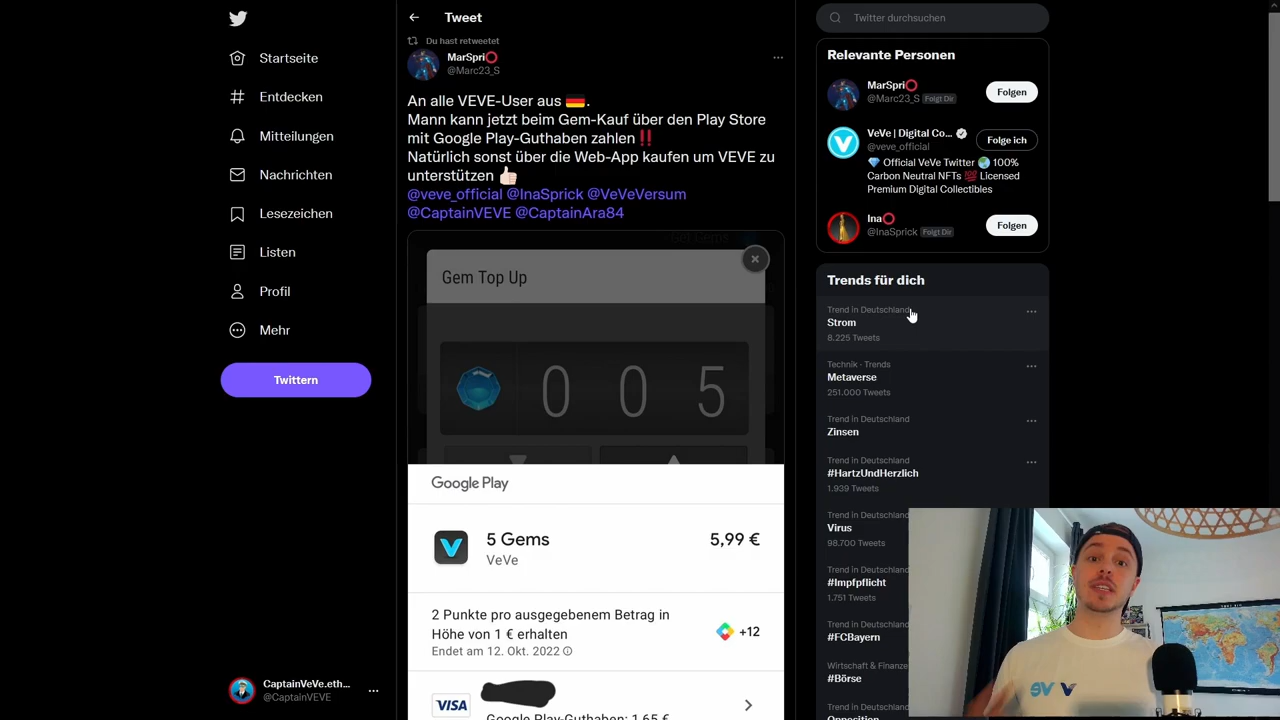 Startseite
Entdecken
Mitteilungen
Nachrichten
Lesezeichen
Listen
Profil
Mehr
Twittern
CaptainVeVe.eth...
@CaptainVEVE
Tweet
Du hast retweetet
MarSpri⭕
@Marc23_S
An alle VEVE-User aus 🇩🇪.
Mann kann jetzt beim Gem-Kauf über den Play Store
mit Google Play-Guthaben zahlen ‼️
Natürlich sonst über die Web-App kaufen um VEVE zu
unterstützen 👍🏻
@veve_official @InaSprick @VeVeVersum
@CaptainVEVE @CaptainAra84
Get Gems
Gem Top Up
0 0 5
Google Play
5 Gems 5,99 €
VeVe
2 Punkte pro ausgegebenem Betrag in
Höhe von 1 € erhalten +12
Endet am 12. Okt. 2022
VISA
Google Play-Guthaben: 1,65 €
Twitter durchsuchen
Relevante Personen
MarSpri⭕
@Marc23_S Folgt Dir
Folgen
VeVe | Digital Co...
@veve_official
Folge ich
💎 Official VeVe Twitter 🌏 100%
Carbon Neutral NFTs 💯 Licensed
Premium Digital Collectibles
Ina⭕
@InaSprick Folgt Dir
Folgen
Trends für dich
Trend in Deutschland
Strom
8.225 Tweets
Technik · Trends
Metaverse
251.000 Tweets
Trend in Deutschland
Zinsen
Trend in Deutschland
#HartzUndHerzlich
1.939 Tweets
Trend in Deutschland
Virus
98.700 Tweets
Trend in Deutschland
#Impfpflicht
1.751 Tweets
Trend in Deutschland
#FCBayern
Wirtschaft & Finanze
#Börse
Trend in Deutschland
Opposition